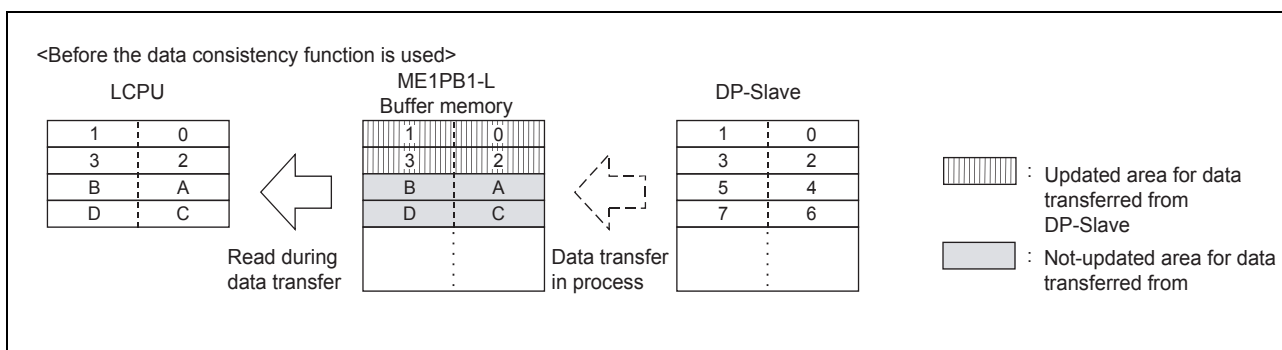 <Before the data consistency function is used>
LCPU
ME1PB1-L
Buffer memory
DP-Slave
1 0
3 2
B A
D C
1 0
3 2
B A
D C
1 0
3 2
5 4
7 6
Read during
data transfer
Data transfer
in process
: Updated area for data
transferred from
DP-Slave
: Not-updated area for data
transferred from